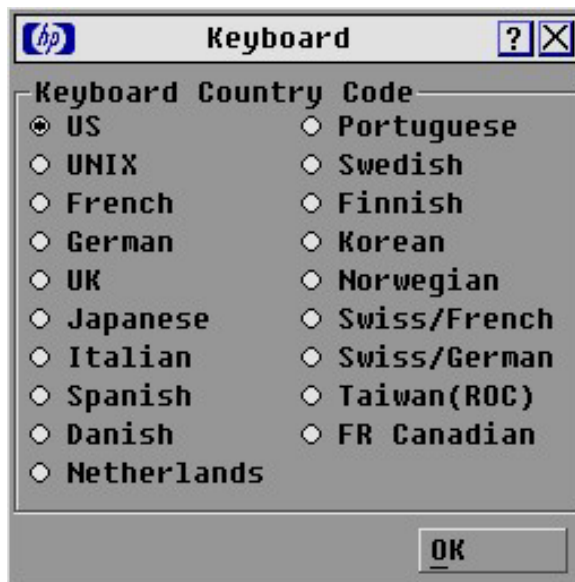 hp Keyboard ? X
Keyboard Country Code
US
UNIX
French
German
UK
Japanese
Italian
Spanish
Danish
Netherlands
Portuguese
Swedish
Finnish
Korean
Norwegian
Swiss/French
Swiss/German
Taiwan(ROC)
FR Canadian
OK